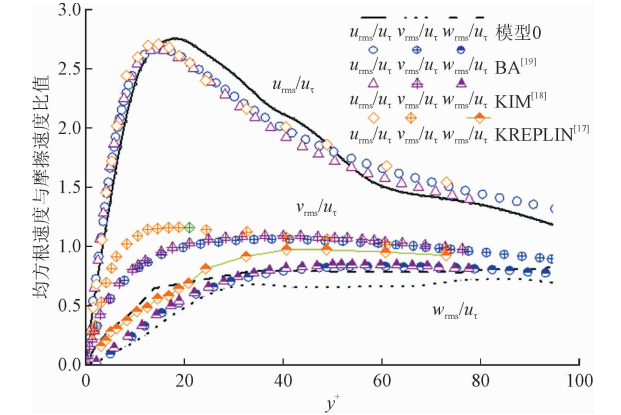 均方根速度与摩擦速度比值
3.0
2.5
2.0
1.5
1.0
0.5
0.0
0 20 40 60 80 100
y+
urms/uτ
vrms/uτ
wrms/uτ
urms/uτ vrms/uτ wrms/uτ 模型0
urms/uτ vrms/uτ wrms/uτ BA[19]
urms/uτ vrms/uτ wrms/uτ KIM[18]
urms/uτ vrms/uτ wrms/uτ KREPLIN[17]